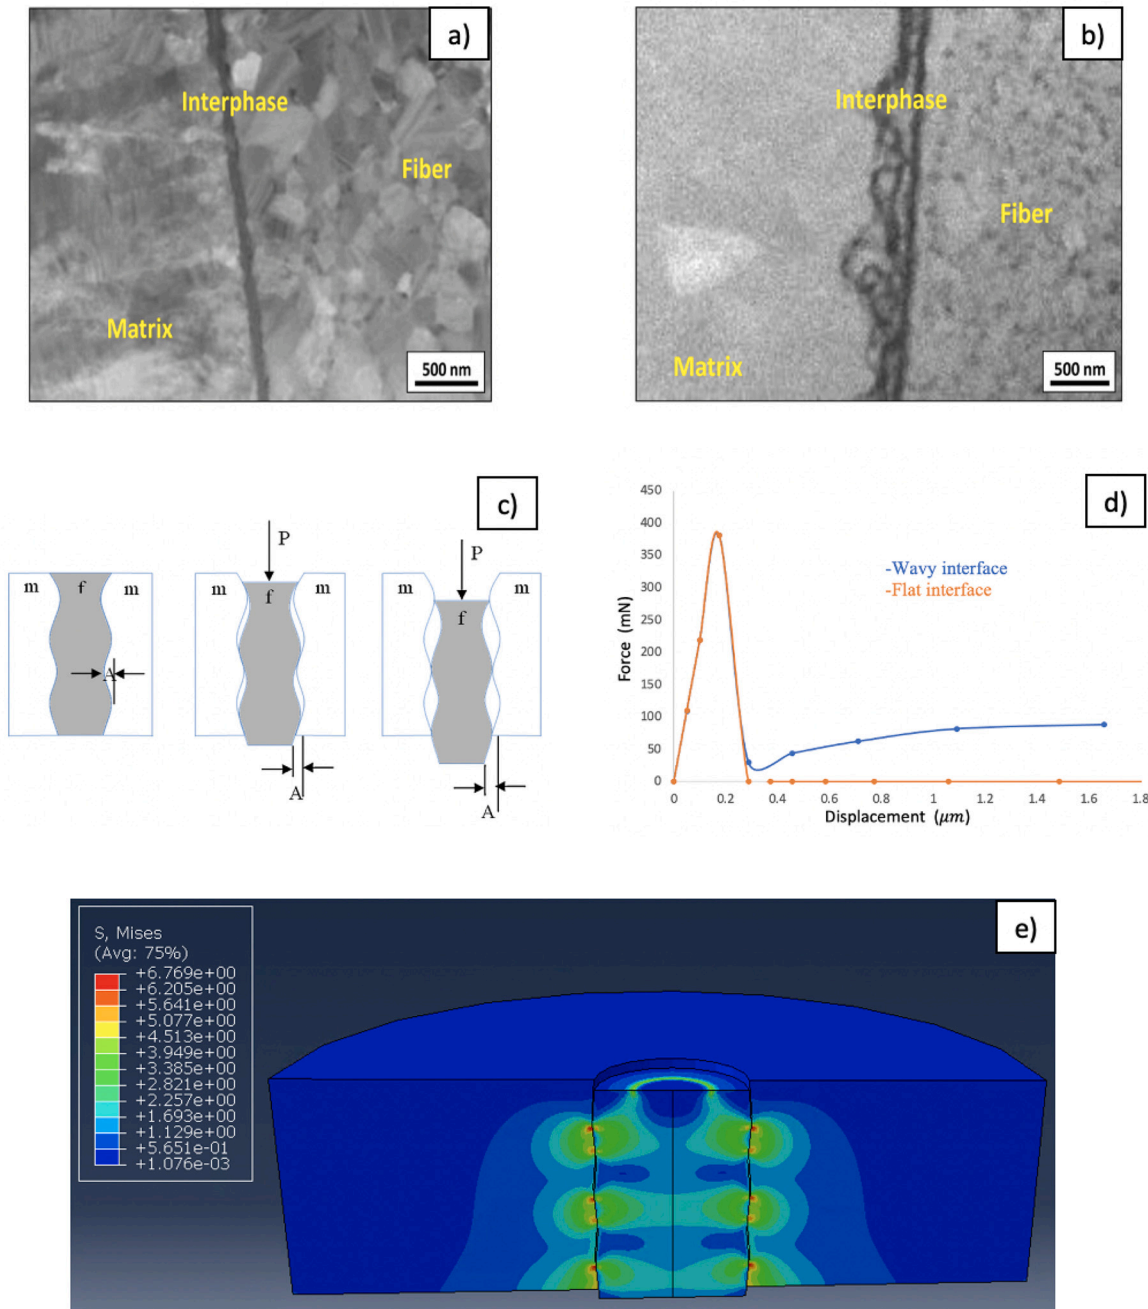 a)
Interphase
Fiber
Matrix
500 nm
b)
Interphase
Fiber
Matrix
500 nm
c)
P
P
m
f
m
m
f
m
m
f
m
A
A
A
d)
450
400
350
300
250
200
150
100
50
0
Force (mN)
-Wavy interface
-Flat interface
0 0.2 0.4 0.6 0.8 1 1.2 1.4 1.6 1.8
Displacement (μm)
e)
S, Mises
(Avg: 75%)
+6.769e+00
+6.205e+00
+5.641e+00
+5.077e+00
+4.513e+00
+3.949e+00
+3.385e+00
+2.821e+00
+2.257e+00
+1.693e+00
+1.129e+00
+5.651e-01
+1.076e-03